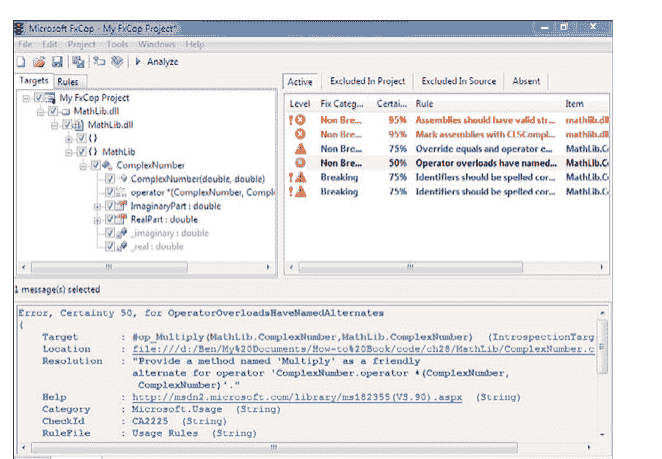 Microsoft FxCop - My FxCop Project*
File Edit Project Tools Windows Help
Analyze
Targets Rules
My FxCop Project
MathLib.dll
MathLib.dll
{ }
{ } MathLib
ComplexNumber
ComplexNumber(double, double)
operator *(ComplexNumber, Compl
ImaginaryPart : double
RealPart : double
_imaginary : double
_real : double
Active Excluded In Project Excluded In Source Absent
Level Fix Categ... Certai... Rule Item
Non Bre... 95% Assemblies should have valid str... mathlib.dll
Non Bre... 95% Mark assemblies with CLSCompl... mathlib.dll
Non Bre... 75% Override equals and operator e... MathLib.C
Non Bre... 50% Operator overloads have named... MathLib.C
Breaking 75% Identifiers should be spelled cor... MathLib.C
Breaking 75% Identifiers should be spelled cor... MathLib.C
1 message(s) selected
Error, Certainty 50, for OperatorOverloadsHaveNamedAlternates
{
Target : #op_Multiply(MathLib.ComplexNumber,MathLib.ComplexNumber) (IntrospectionTarg
Location : file:///d:/Ben/My%20Documents/How-to%20Book/code/ch28/MathLib/ComplexNumber.c
Resolution : "Provide a method named 'Multiply' as a friendly
alternate for operator 'ComplexNumber.operator *(ComplexNumber,
ComplexNumber)'."
Help : http://msdn2.microsoft.com/library/ms182355(VS.90).aspx (String)
Category : Microsoft.Usage (String)
CheckId : CA2225 (String)
RuleFile : Usage Rules (String)